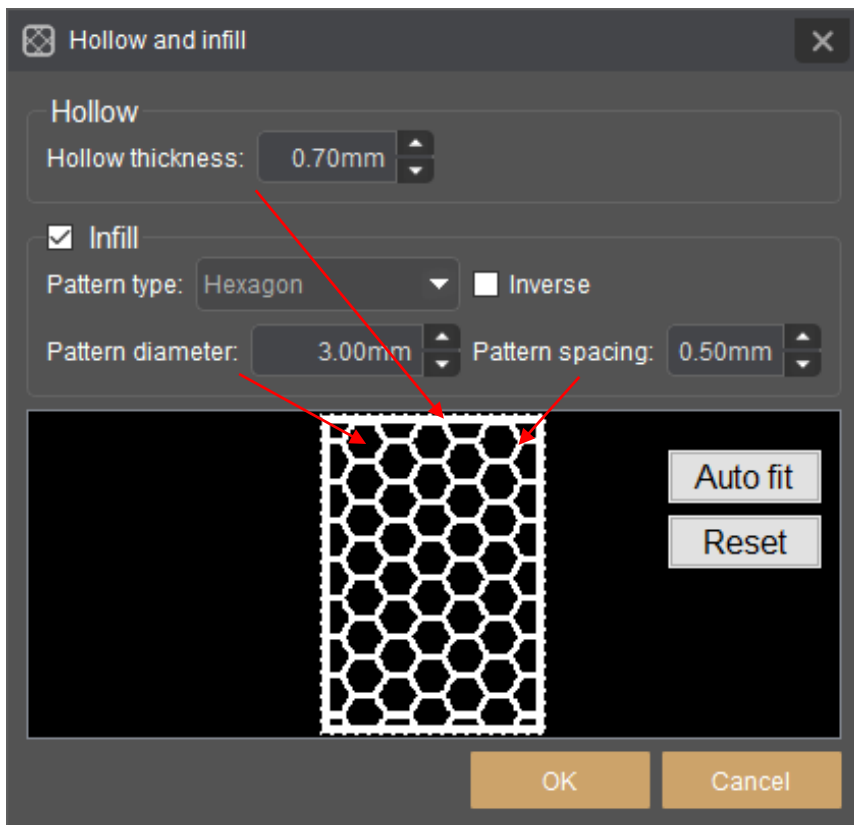 Hollow and infill
Hollow
Hollow thickness: 0.70mm
Infill
Pattern type: Hexagon Inverse
Pattern diameter: 3.00mm Pattern spacing: 0.50mm
Auto fit
Reset
OK Cancel